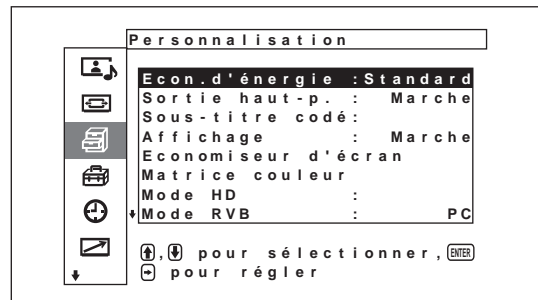 Personnalisation
Econ.d'énergie :Standard
Sortie haut-p. : Marche
Sous-titre codé:
Affichage : Marche
Economiseur d'écran
Matrice couleur
Mode HD :
Mode RVB : PC
, pour sélectionner, ENTER
pour régler